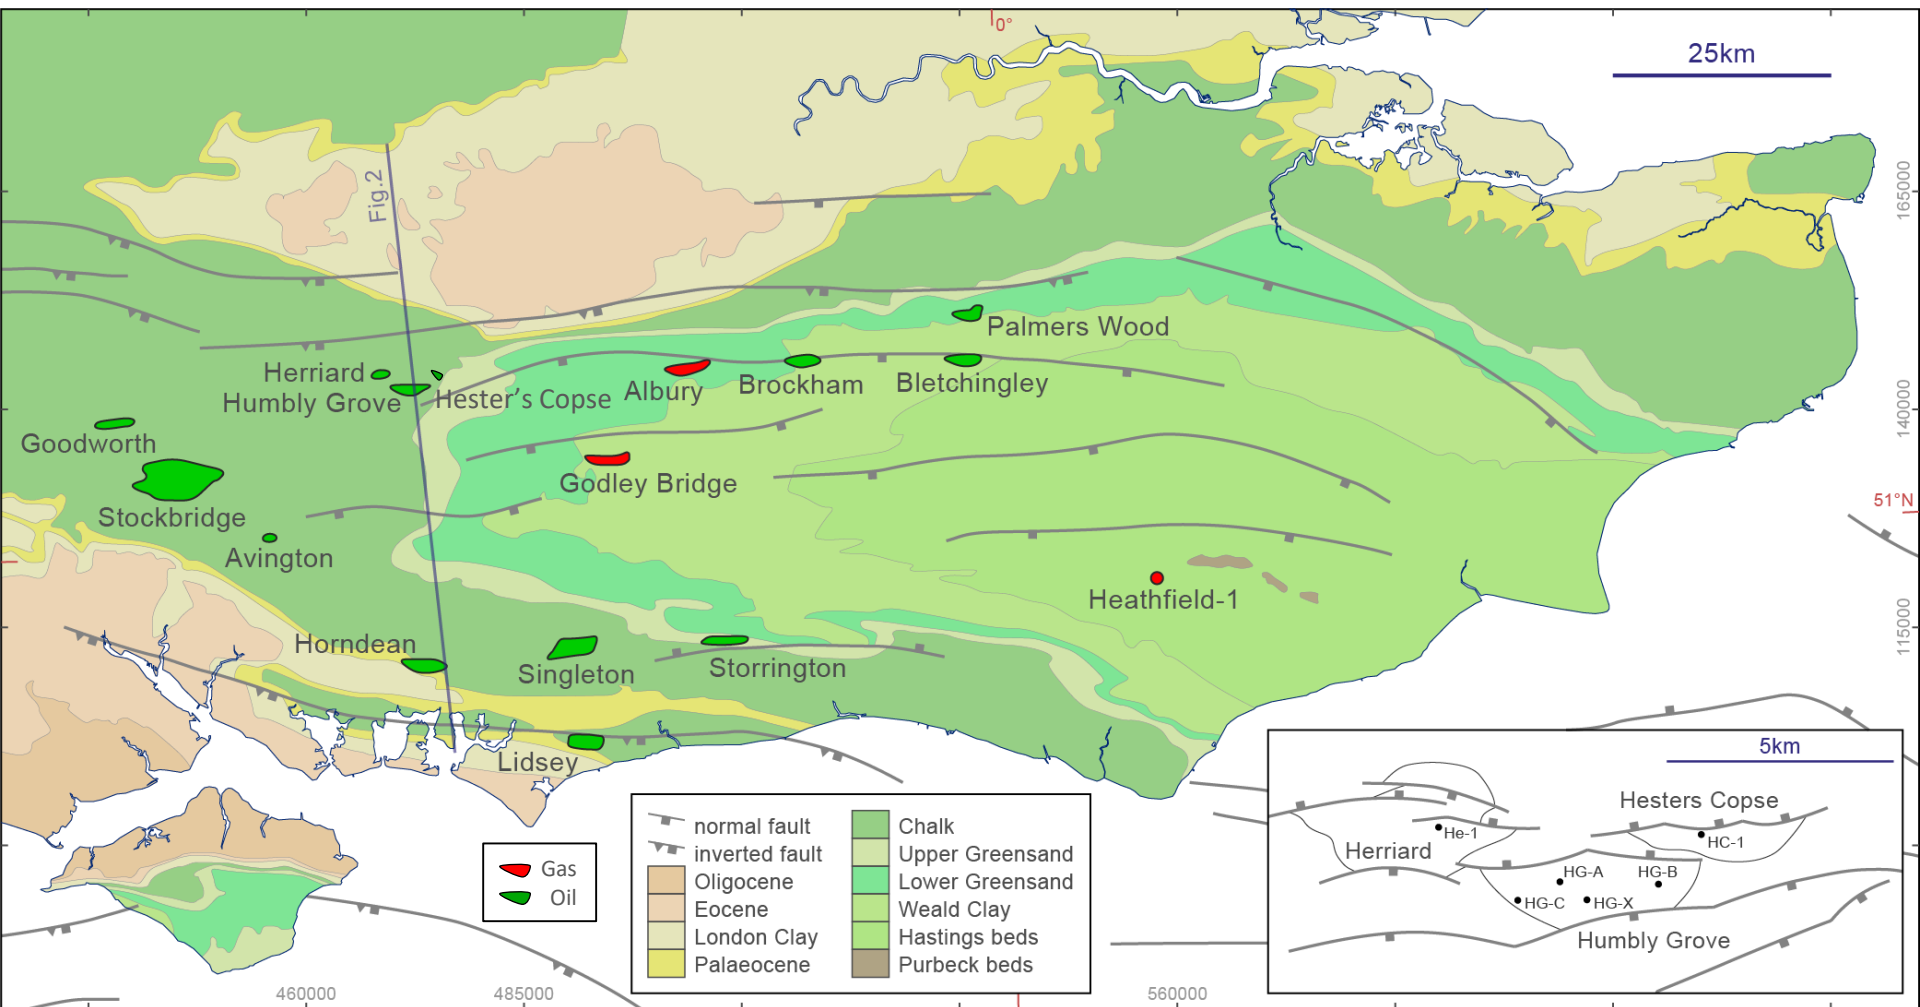 0°
25km
Fig.2
165000
Palmers Wood
Herriard
Humbly Grove
Hester's Copse
Albury
Brockham
Bletchingley
140000
Goodworth
Godley Bridge
Stockbridge
51°N
Avington
Heathfield-1
115000
Horndean
Singleton
Storrington
Lidsey
5km
Hesters Copse
He-1
HC-1
Herriard
HG-A
HG-B
HG-C
HG-X
Humbly Grove
Gas
Oil
normal fault
inverted fault
Oligocene
Eocene
London Clay
Palaeocene
Chalk
Upper Greensand
Lower Greensand
Weald Clay
Hastings beds
Purbeck beds
460000
485000
560000